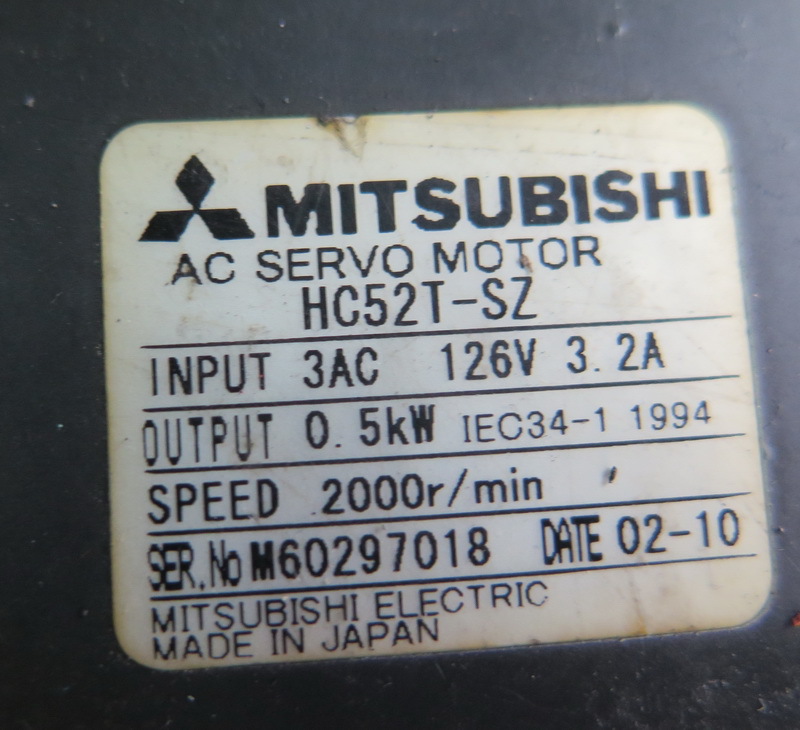 MITSUBISHI
AC SERVO MOTOR
HC52T-SZ
INPUT 3AC 126V 3.2A
OUTPUT 0.5kW IEC34-1 1994
SPEED 2000r/min
SER.No M60297018 DATE 02-10
MITSUBISHI ELECTRIC
MADE IN JAPAN